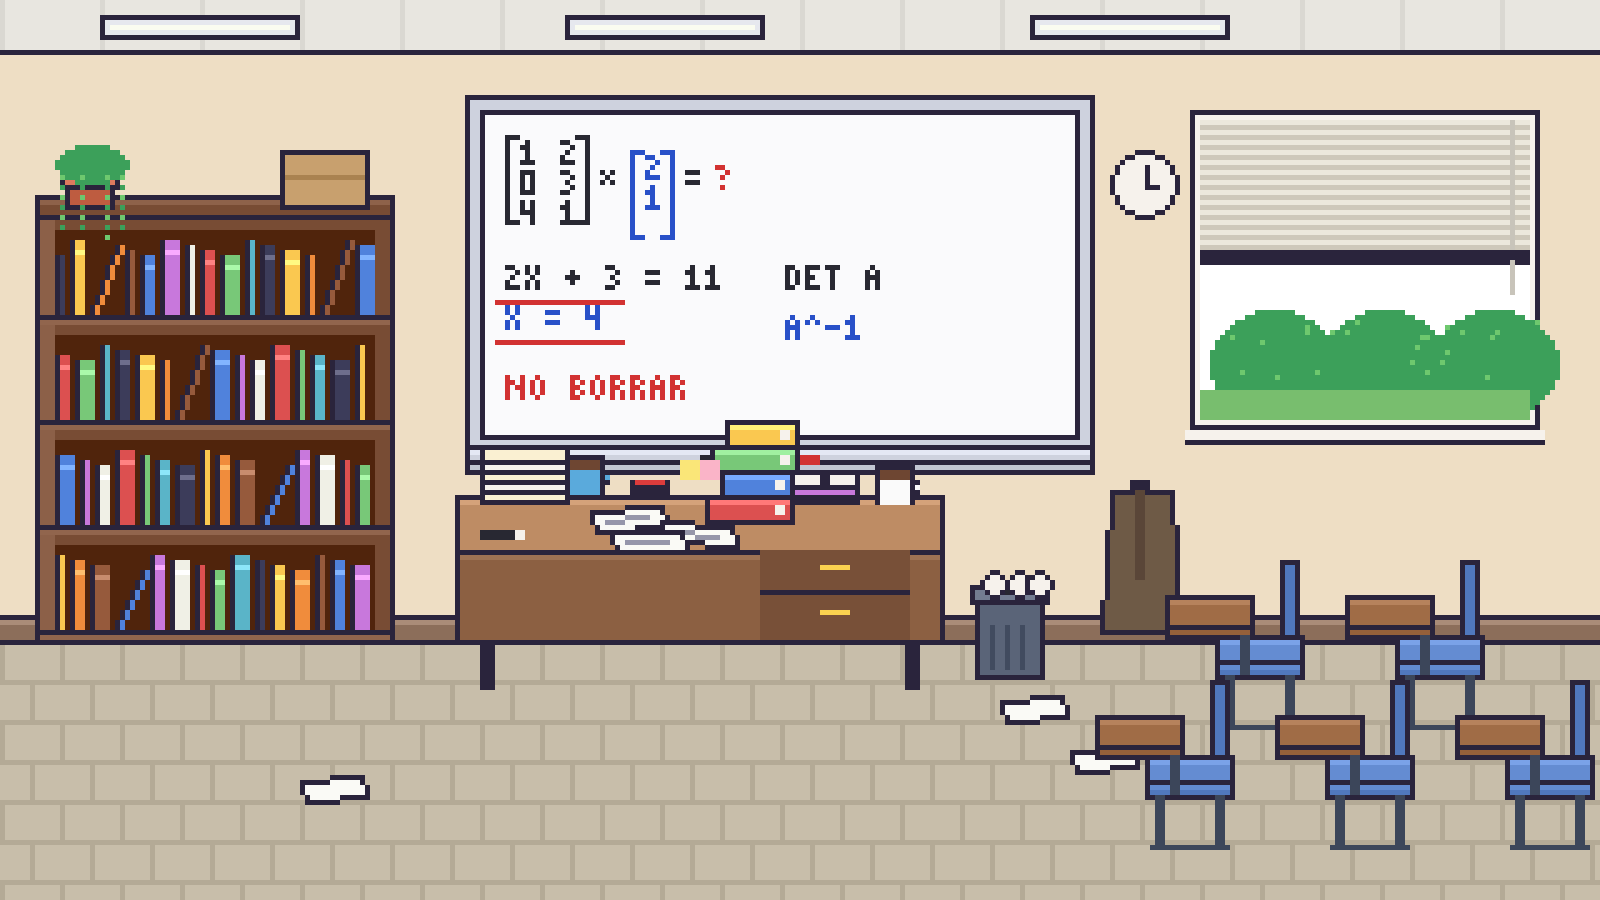 [1 2
0 3
4 1] × [2
1] = ?
2X + 3 = 11
X = 4
DET A
A^-1
NO BORRAR